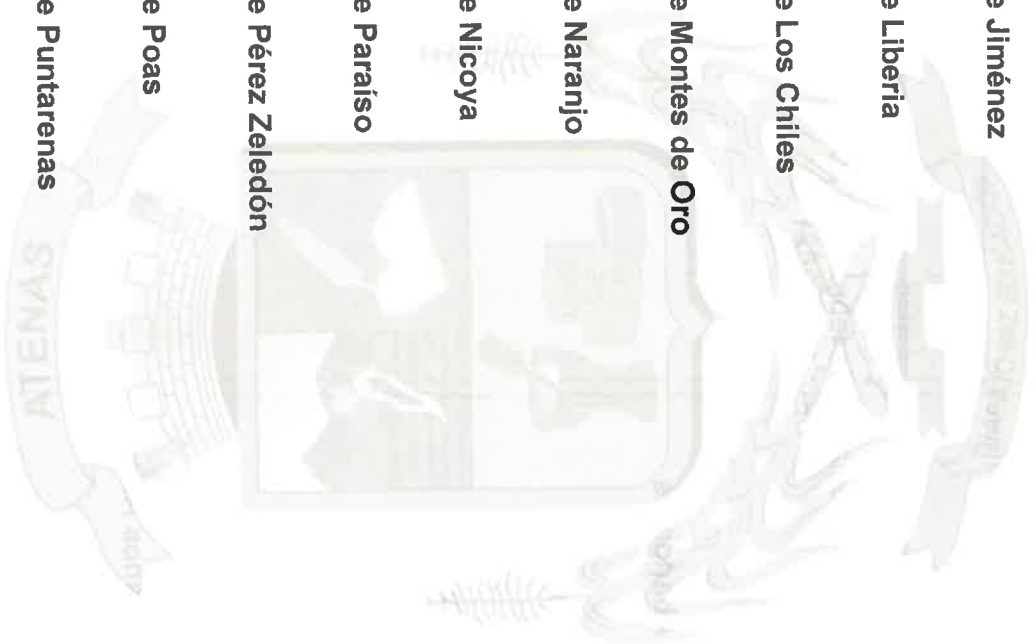 e Jiménez
e Liberia
e Los Chiles
e Montes de Oro
e Naranjo
e Nicoya
e Paraíso
e Pérez Zeledón
e Poas
e Puntarenas
ATENAS